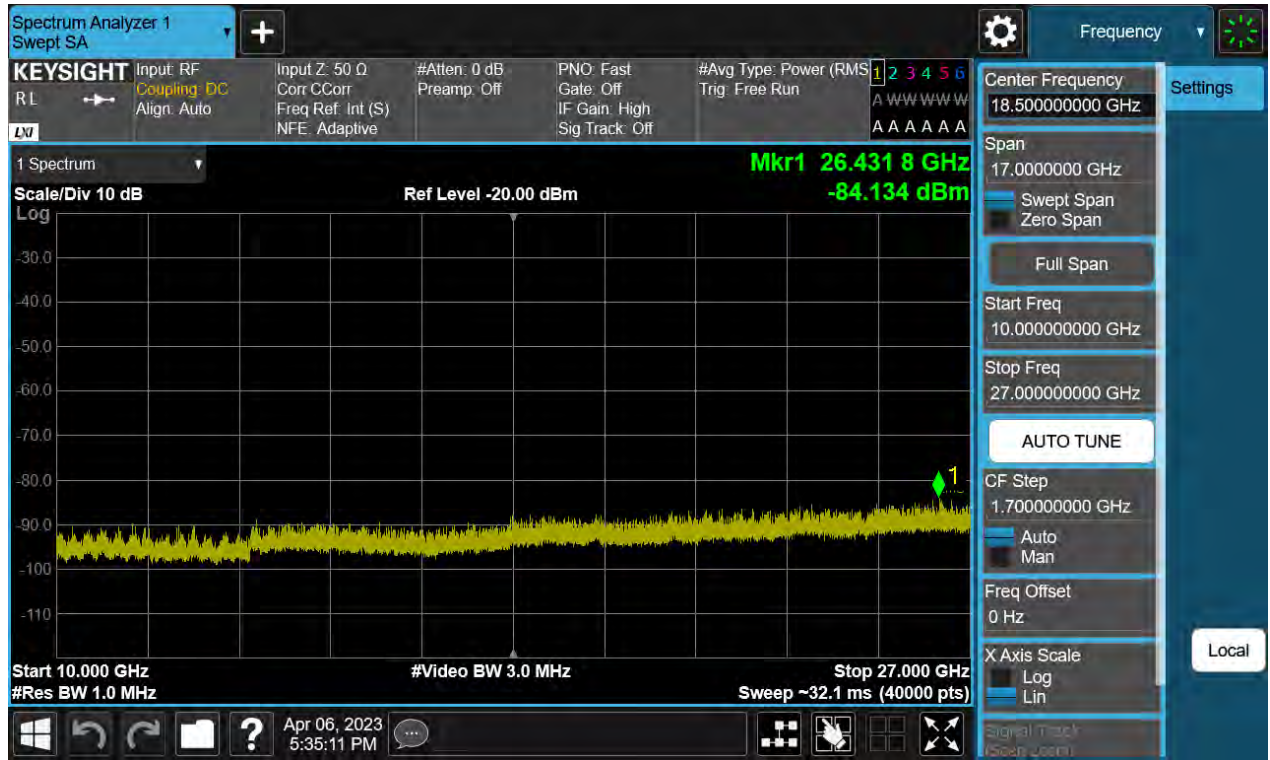 Spectrum Analyzer 1
Swept SA
+
Frequency
KEYSIGHT
RL
LXI
Input: RF
Coupling: DC
Align: Auto
Input Z: 50 Ω
Corr CCorr
Freq Ref: Int (S)
NFE: Adaptive
#Atten: 0 dB
Preamp: Off
PNO: Fast
Gate: Off
IF Gain: High
Sig Track: Off
#Avg Type: Power (RMS
Trig: Free Run
1 2 3 4 5 6
A W W W W W
A A A A A A
1 Spectrum
Scale/Div 10 dB
Log
Ref Level -20.00 dBm
Mkr1 26.431 8 GHz
-84.134 dBm
-30.0
-40.0
-50.0
-60.0
-70.0
-80.0
-90.0
-100
-110
1
Start 10.000 GHz
#Res BW 1.0 MHz
#Video BW 3.0 MHz
Stop 27.000 GHz
Sweep ~32.1 ms (40000 pts)
Center Frequency
18.500000000 GHz
Settings
Span
17.0000000 GHz
Swept Span
Zero Span
Full Span
Start Freq
10.000000000 GHz
Stop Freq
27.000000000 GHz
AUTO TUNE
CF Step
1.700000000 GHz
Auto
Man
Freq Offset
0 Hz
X Axis Scale
Log
Lin
Signal Track
(Span Zoom)
Local
?
Apr 06, 2023
5:35:11 PM